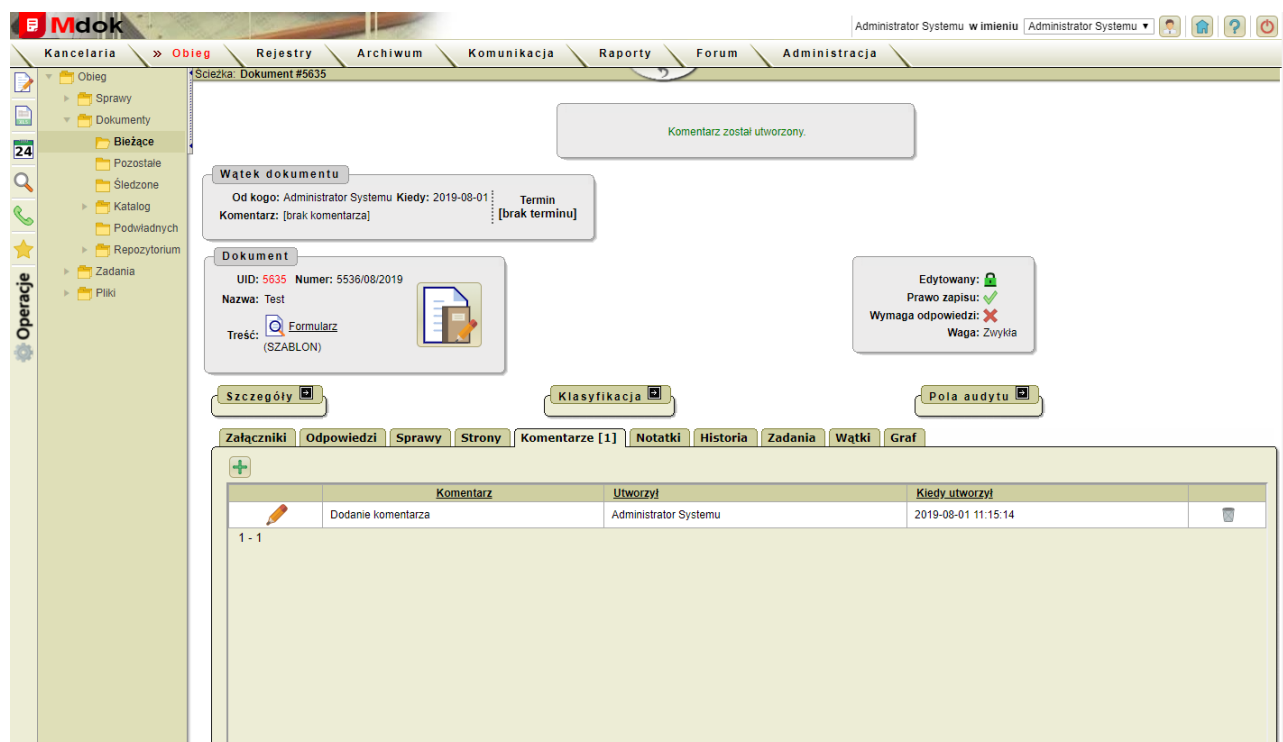 Mdok
Administrator Systemu w imieniu Administrator Systemu
Kancelaria » Obieg Rejestry Archiwum Komunikacja Raporty Forum Administracja
Obieg
Sprawy
Dokumenty
Bieżące
Pozostałe
Śledzone
Katalog
Podwładnych
Repozytorium
Zadania
Pliki
24
Operacje
Ścieżka: Dokument #5635
Komentarz został utworzony.
Wątek dokumentu
Od kogo: Administrator Systemu Kiedy: 2019-08-01
Komentarz: [brak komentarza]
Termin
[brak terminu]
Dokument
UID: 5635 Numer: 5536/08/2019
Nazwa: Test
Treść: Formularz
(SZABLON)
Edytowany:
Prawo zapisu:
Wymaga odpowiedzi:
Waga: Zwykła
Szczegóły
Klasyfikacja
Pola audytu
Załączniki Odpowiedzi Sprawy Strony Komentarze [1] Notatki Historia Zadania Wątki Graf
Komentarz Utworzył Kiedy utworzył
Dodanie komentarza Administrator Systemu 2019-08-01 11:15:14
1 - 1